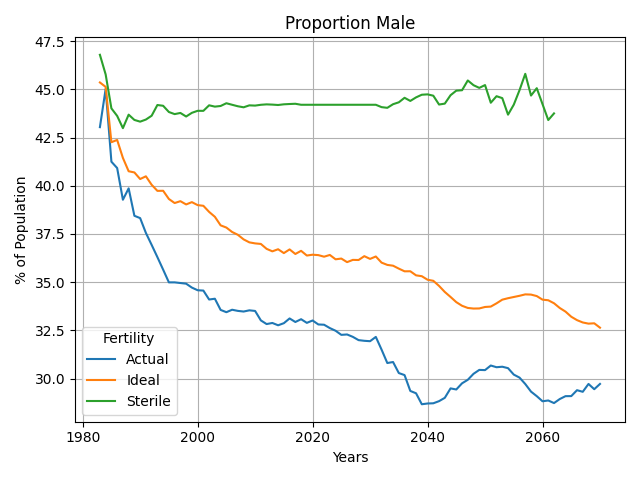 Proportion Male
% of Population
47.5
45.0
42.5
40.0
37.5
35.0
32.5
30.0
Fertility
Actual
Ideal
Sterile
1980
2000
2020
2040
2060
Years